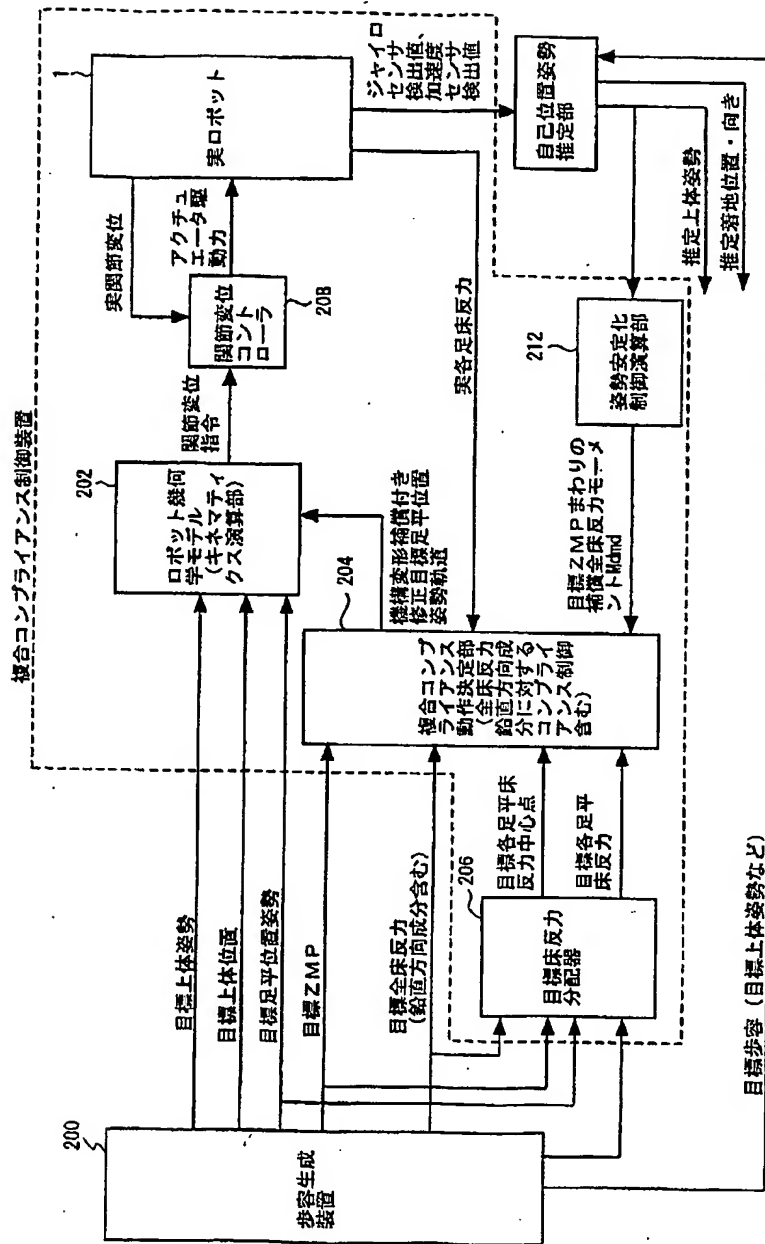 複合コンプライアンス制御装置
200
歩容生成
装置
目標上体姿勢
目標上体位置
目標足平位置姿勢
目標ZMP
目標全床反力
(鉛直方向成分含む)
206
目標床反力
分配器
目標各足平床
反力中心点
目標各足平
床反力
202
ロボット幾何
学モデル
(キネマティ
クス演算部)
204
複合コンプ
ライアンス
動作決定部
(全床反力
鉛直方向成
分に対する
コンプライ
アンス制御
含む)
機構変形補償付き
修正目標足平位置
姿勢軌道
関節変位
指令
208
関節変位
コント
ローラ
実関節変位
アクチュ
エータ駆
動力
1
実ロボット
実各足床反力
ジャイロ
センサ
検出値、
加速度
センサ
検出値
自己位置姿勢
推定部
推定上体姿勢
推定着地位置・向き
212
姿勢安定化
制御演算部
目標ZMPまわりの
補償全床反力モーメ
ントMdmd
目標歩容(目標上体姿勢など)